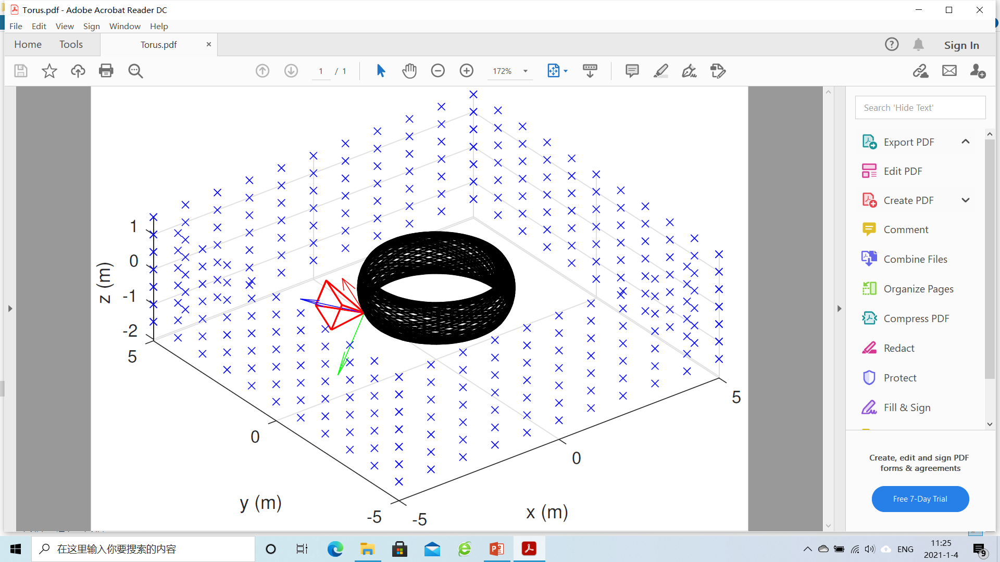 Torus.pdf - Adobe Acrobat Reader DC
File Edit View Sign Window Help
Home Tools Torus.pdf × Sign In
1 / 1 172%
Search 'Hide Text'
Export PDF
Edit PDF
Create PDF
Comment
Combine Files
Organize Pages
Compress PDF
Redact
Protect
Fill & Sign
Create, edit and sign PDF
forms & agreements
Free 7-Day Trial
1
0
-1
-2
z (m)
5
0
-5
y (m)
-5
0
5
x (m)
在这里输入你要搜索的内容
ENG
11:25
2021-1-4
9